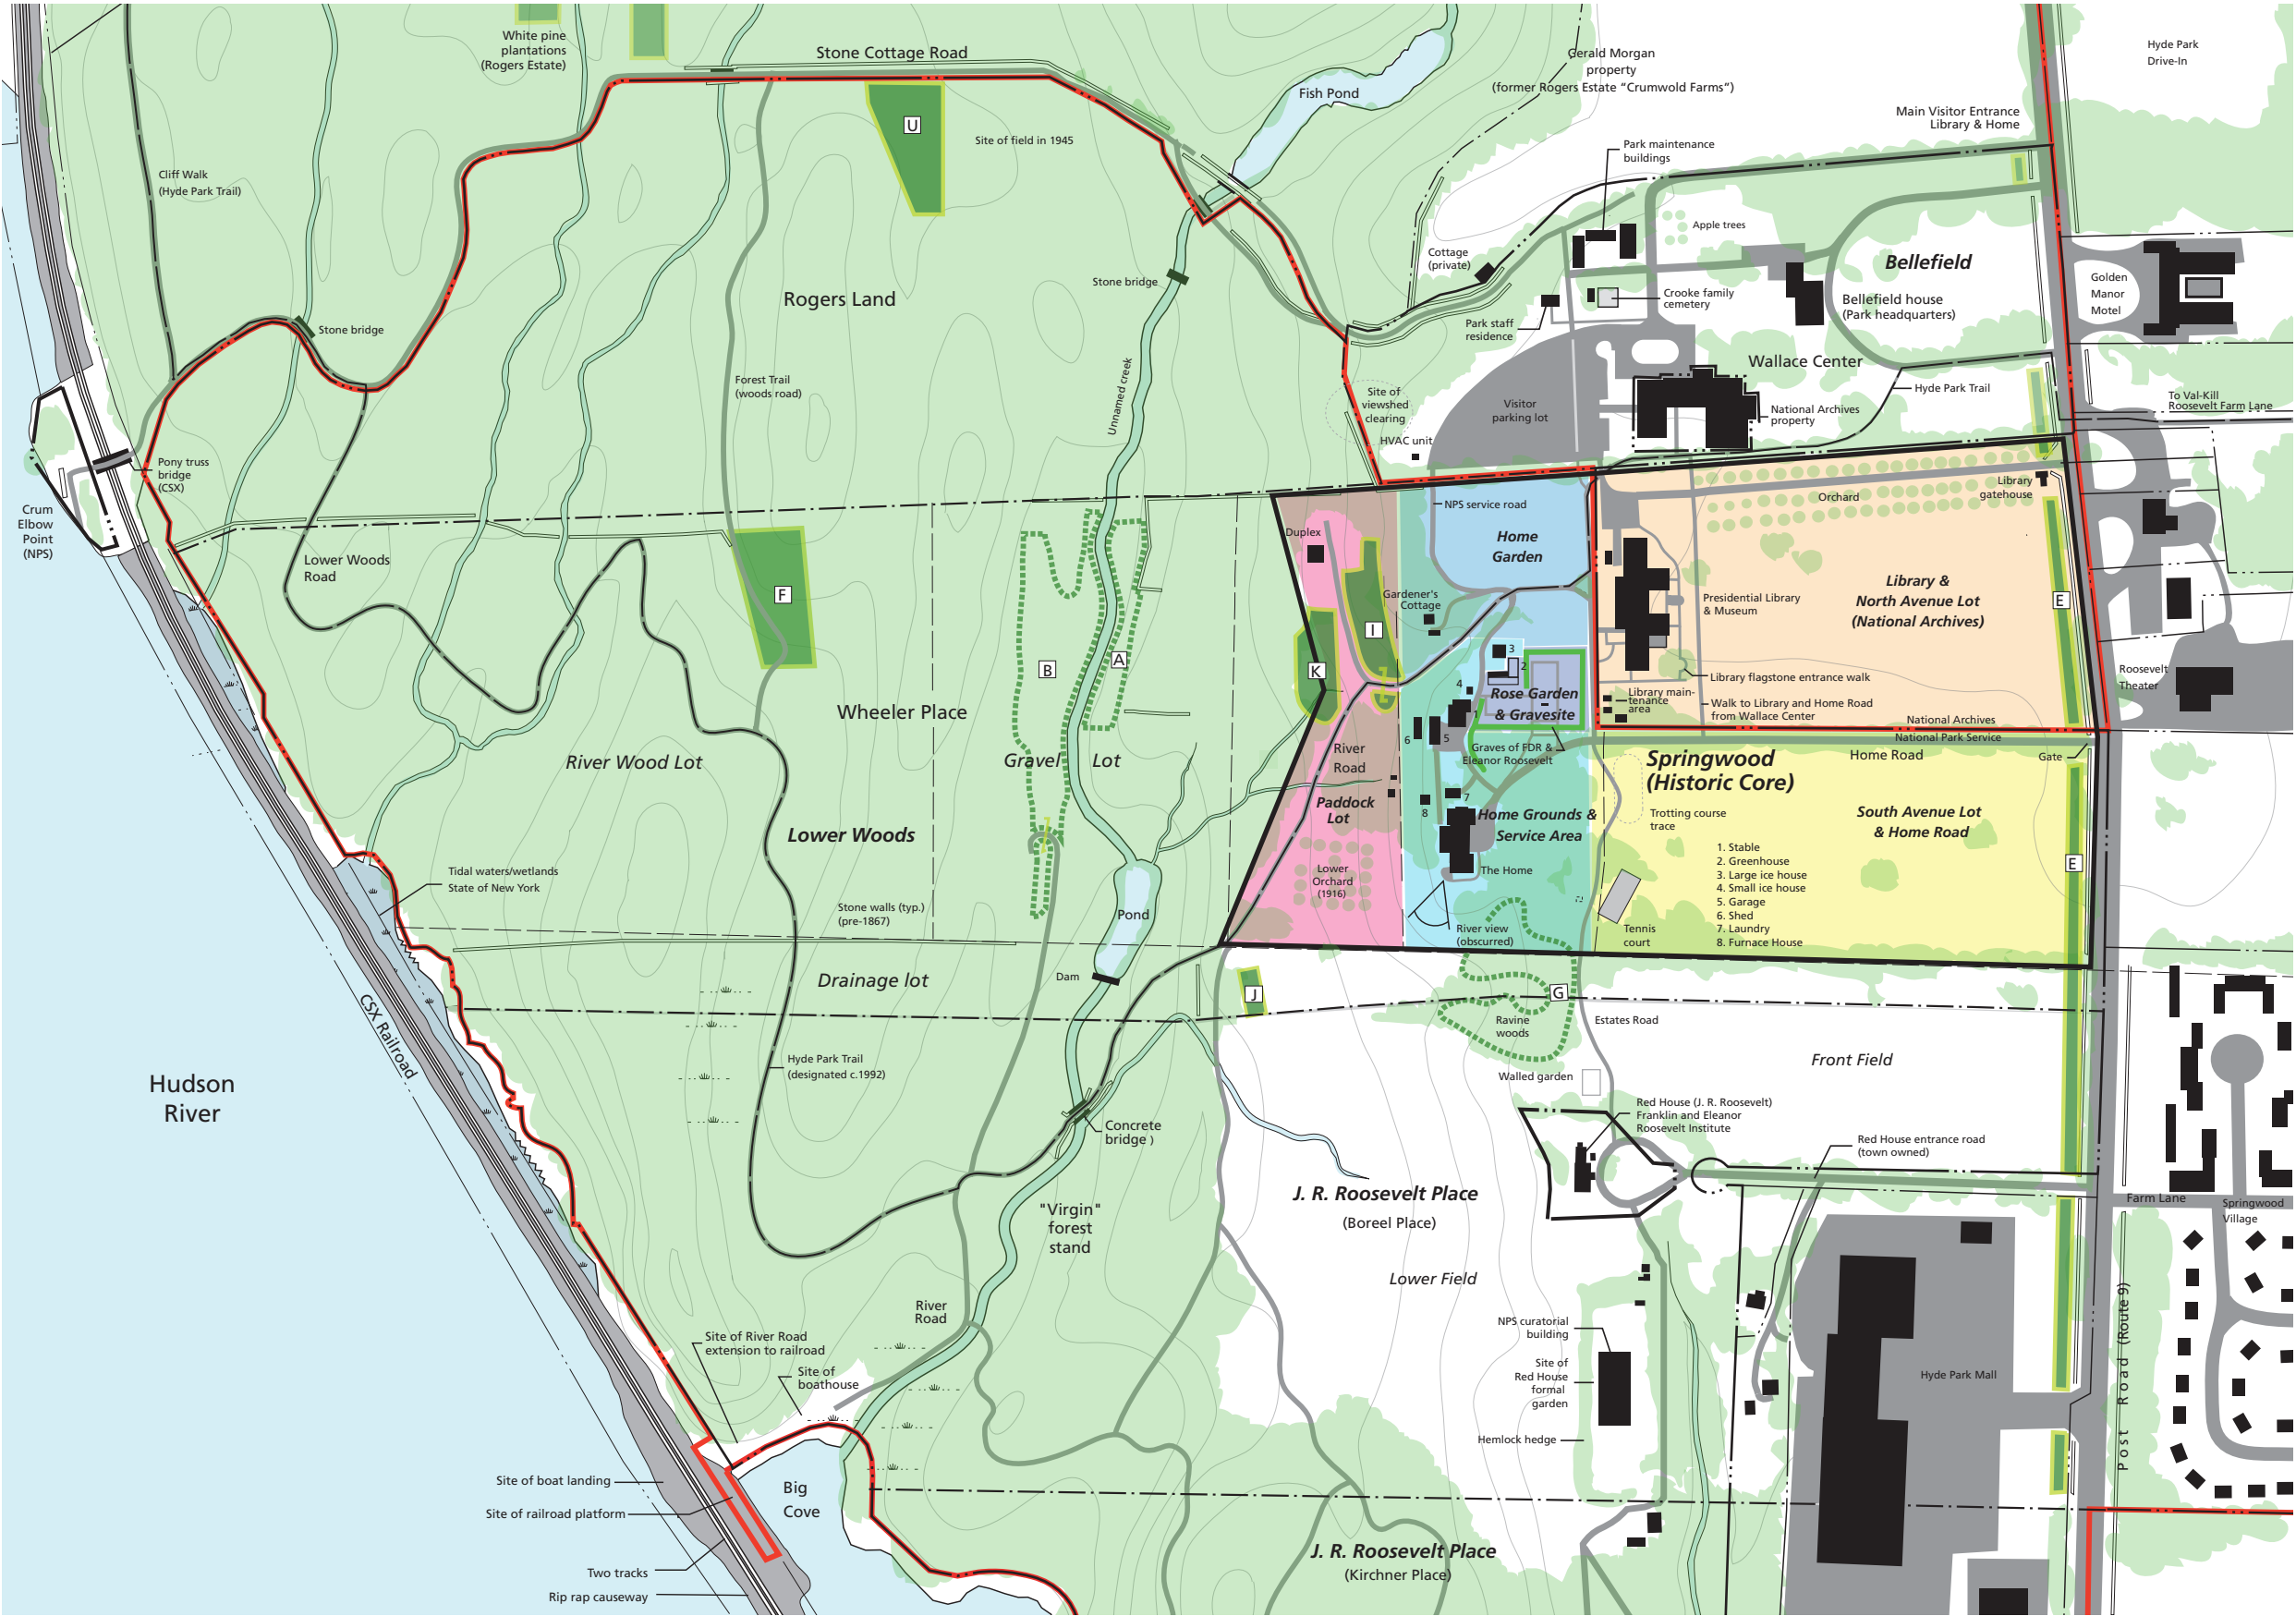 White pine
plantations
(Rogers Estate)
Stone Cottage Road
Fish Pond
Gerald Morgan
property
(former Rogers Estate “Crumwold Farms”)
Hyde Park
Drive-In
Main Visitor Entrance
Library & Home
U
Site of field in 1945
Park maintenance
buildings
Cliff Walk
(Hyde Park Trail)
Apple trees
Cottage
(private)
Bellefield
Stone bridge
Golden
Manor
Motel
Rogers Land
Crooke family
cemetery
Bellefield house
(Park headquarters)
Park staff
residence
Stone bridge
Wallace Center
Forest Trail
(woods road)
Unnamed creek
Site of
viewshed
clearing
Visitor
parking lot
Hyde Park Trail
National Archives
property
To Val-Kill
Roosevelt Farm Lane
HVAC unit
Pony truss
bridge
(CSX)
Crum
Elbow
Point
(NPS)
NPS service road
Orchard
Library
gatehouse
Duplex
Home
Garden
Lower Woods
Road
F
Gardener's
Cottage
Library &
North Avenue Lot
(National Archives)
E
Presidential Library
& Museum
I
B
A
K
3
2
4
1
Library flagstone entrance walk
Roosevelt
Theater
Rose Garden
& Gravesite
Library main-
tenance
area
Walk to Library and Home Road
from Wallace Center
Wheeler Place
National Archives
National Park Service
6
5
Graves of FDR &
Eleanor Roosevelt
River
Road
River Wood Lot
Gravel Lot
Springwood
(Historic Core)
Home Road
Gate
Paddock
Lot
7
8
Home Grounds &
Service Area
Trotting course
trace
South Avenue Lot
& Home Road
Lower Woods
1. Stable
2. Greenhouse
3. Large ice house
4. Small ice house
5. Garage
6. Shed
7. Laundry
8. Furnace House
E
Tidal waters/wetlands
State of New York
Lower
Orchard
(1916)
The Home
Stone walls (typ.)
(pre-1867)
Pond
River view
(obscurred)
Tennis
court
Drainage lot
Dam
J
G
CSX Railroad
Ravine
woods
Estates Road
Hyde Park Trail
(designated c.1992)
Front Field
Walled garden
Hudson
River
Red House (J. R. Roosevelt)
Franklin and Eleanor
Roosevelt Institute
Concrete
bridge )
Red House entrance road
(town owned)
J. R. Roosevelt Place
(Boreel Place)
Farm Lane
Springwood
Village
"Virgin"
forest
stand
Lower Field
River
Road
Site of River Road
extension to railroad
Site of
boathouse
NPS curatorial
building
Site of
Red House
formal
garden
Hyde Park Mall
Post Road (Route 9)
Hemlock hedge
Site of boat landing
Big
Cove
Site of railroad platform
J. R. Roosevelt Place
(Kirchner Place)
Two tracks
Rip rap causeway